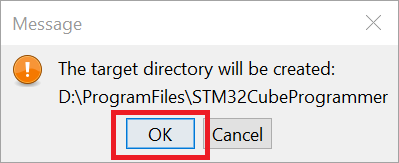 Message
The target directory will be created:
D:\ProgramFiles\STM32CubeProgrammer
OK Cancel